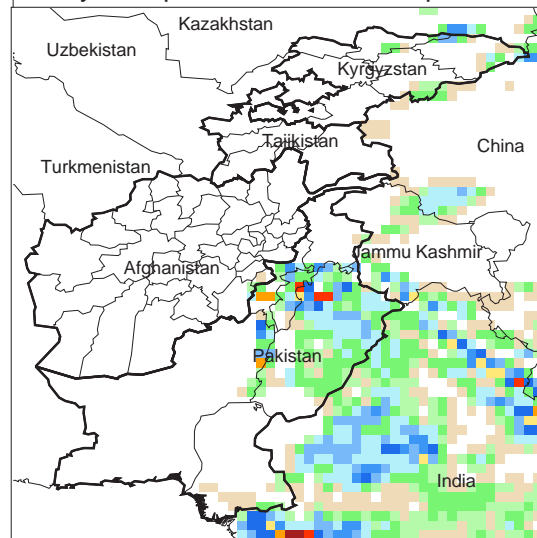 Kazakhstan
Uzbekistan
Kyrgyzstan
Tajikistan
China
Turkmenistan
Jammu Kashmir
Afghanistan
Pakistan
India